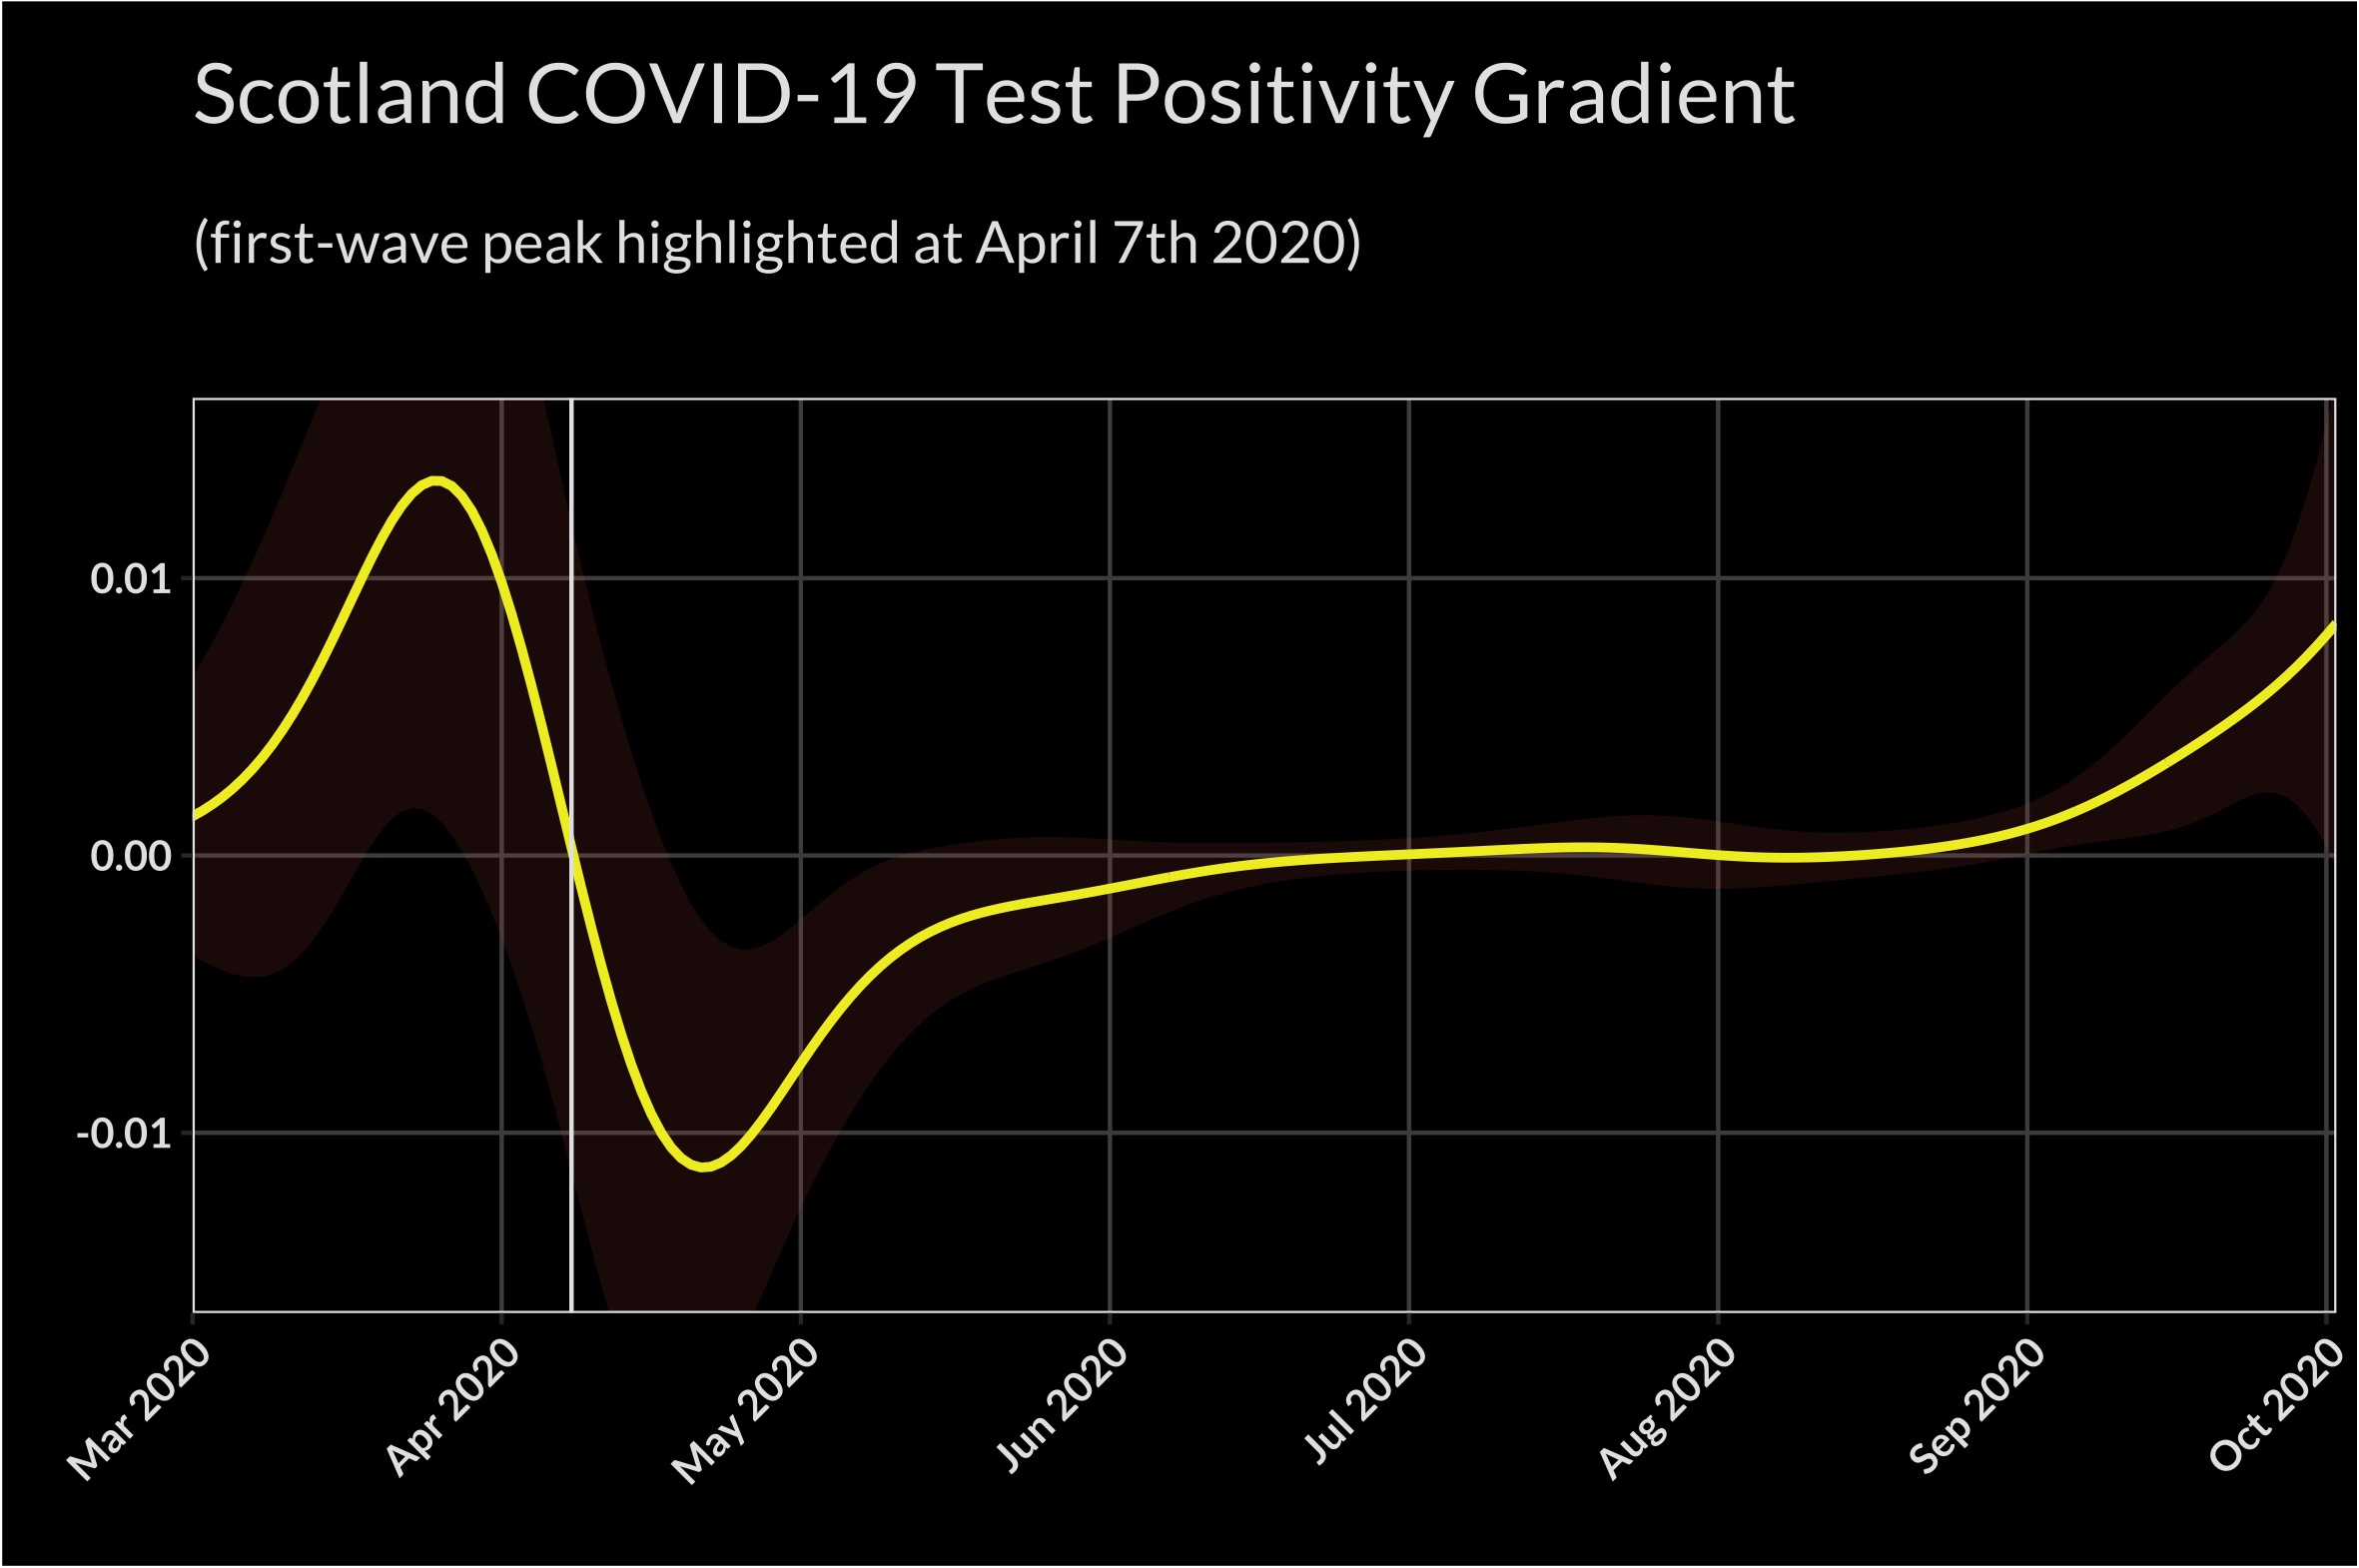 Scotland COVID-19 Test Positivity Gradient
(first-wave peak highlighted at April 7th 2020)
0.01
0.00
-0.01
Mar 2020
Apr 2020
May 2020
Jun 2020
Jul 2020
Aug 2020
Sep 2020
Oct 2020